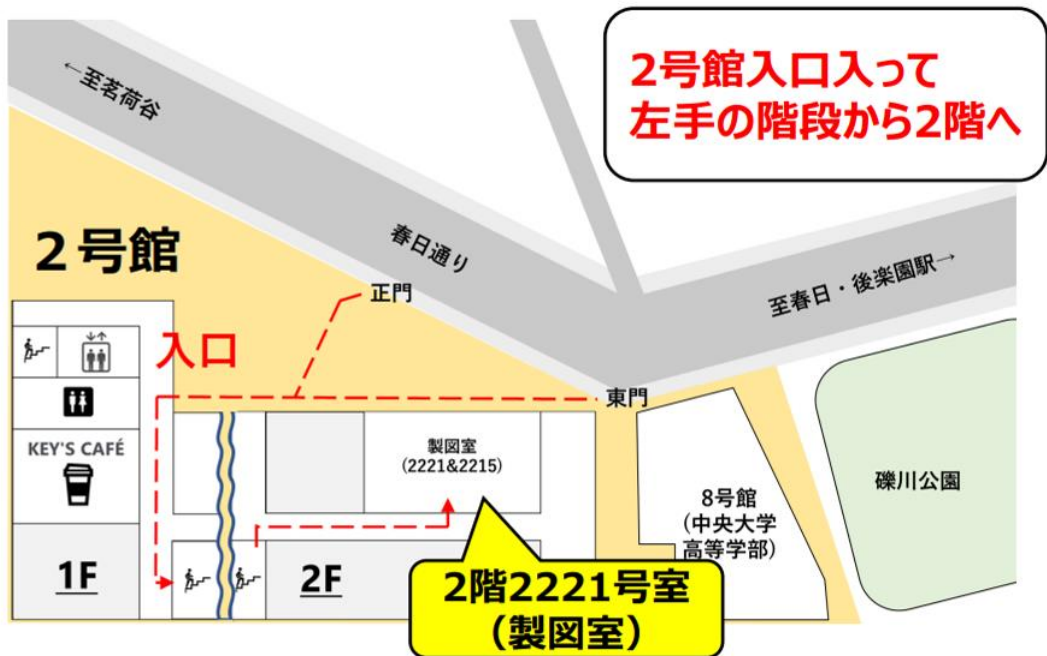 2号館入口入って
左手の階段から2階へ
←至茗荷谷
春日通り
至春日・後楽園駅→
2号館
正門
入口
東門
KEY'S CAFÉ
製図室
(2221&2215)
8号館
(中央大学
高等学部)
礫川公園
1F
2F
2階2221号室
(製図室)